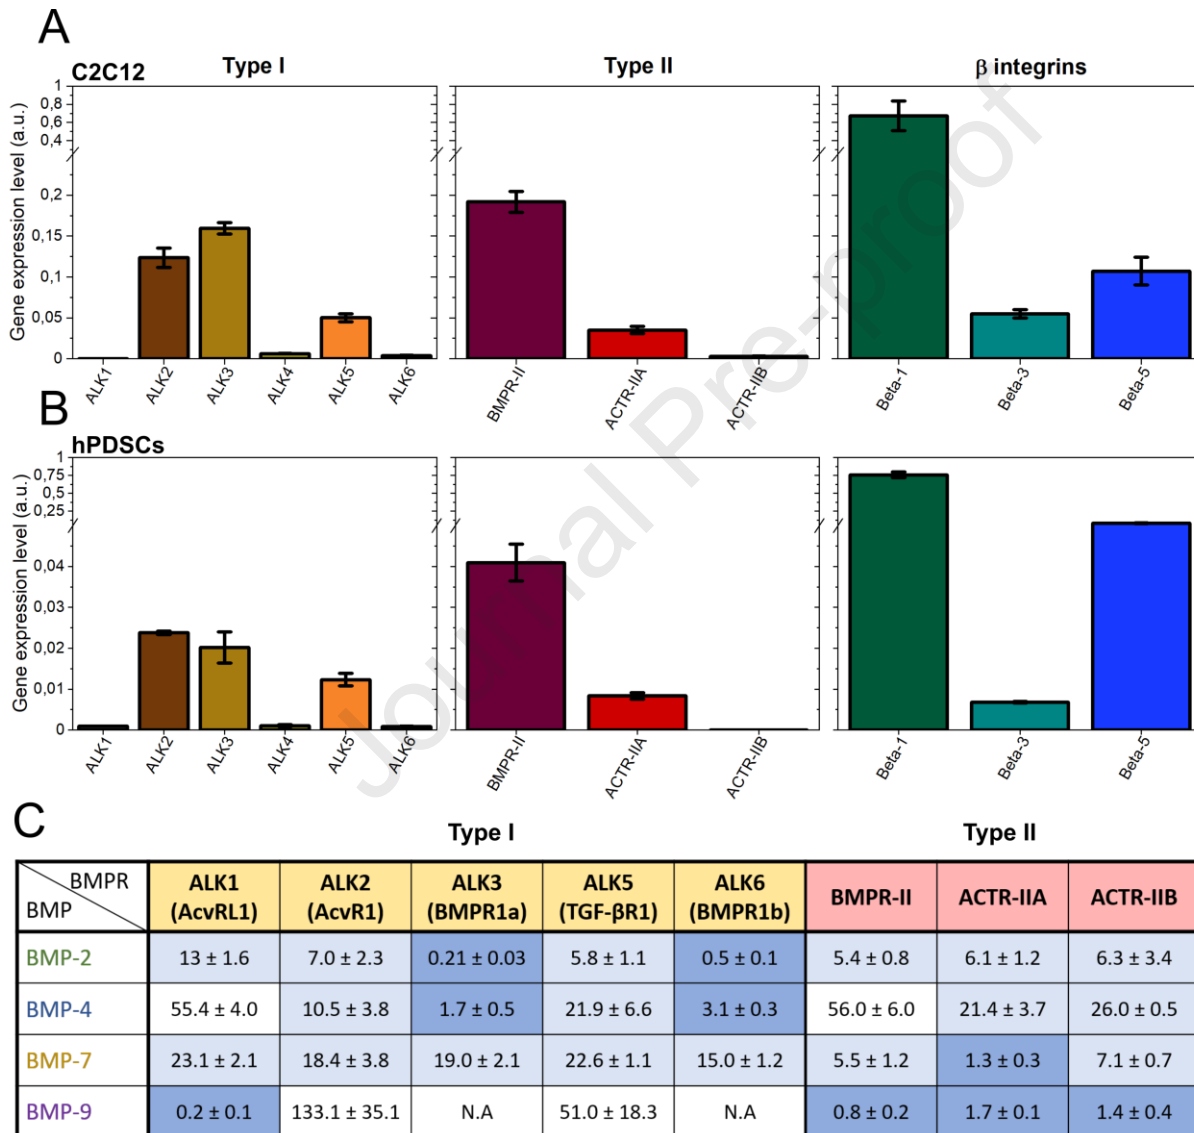 A
C2C12 Type I Type II β integrins
Gene expression level (a.u.)
1
0,8
0,6
0,4
0,2
0,15
0,1
0,05
0
ALK1 ALK2 ALK3 ALK4 ALK5 ALK6 BMPR-II ACTR-IIA ACTR-IIB Beta-1 Beta-3 Beta-5
B
hPDSCs
Gene expression level (a.u.)
1
0,75
0,5
0,25
0,04
0,03
0,02
0,01
0
ALK1 ALK2 ALK3 ALK4 ALK5 ALK6 BMPR-II ACTR-IIA ACTR-IIB Beta-1 Beta-3 Beta-5
Journal Pre-proof
C
Type I Type II
BMPR BMP ALK1 (AcvRL1) ALK2 (AcvR1) ALK3 (BMPR1a) ALK5 (TGF-βR1) ALK6 (BMPR1b) BMPR-II ACTR-IIA ACTR-IIB
BMP-2 13 ± 1.6 7.0 ± 2.3 0.21 ± 0.03 5.8 ± 1.1 0.5 ± 0.1 5.4 ± 0.8 6.1 ± 1.2 6.3 ± 3.4
BMP-4 55.4 ± 4.0 10.5 ± 3.8 1.7 ± 0.5 21.9 ± 6.6 3.1 ± 0.3 56.0 ± 6.0 21.4 ± 3.7 26.0 ± 0.5
BMP-7 23.1 ± 2.1 18.4 ± 3.8 19.0 ± 2.1 22.6 ± 1.1 15.0 ± 1.2 5.5 ± 1.2 1.3 ± 0.3 7.1 ± 0.7
BMP-9 0.2 ± 0.1 133.1 ± 35.1 N.A 51.0 ± 18.3 N.A 0.8 ± 0.2 1.7 ± 0.1 1.4 ± 0.4